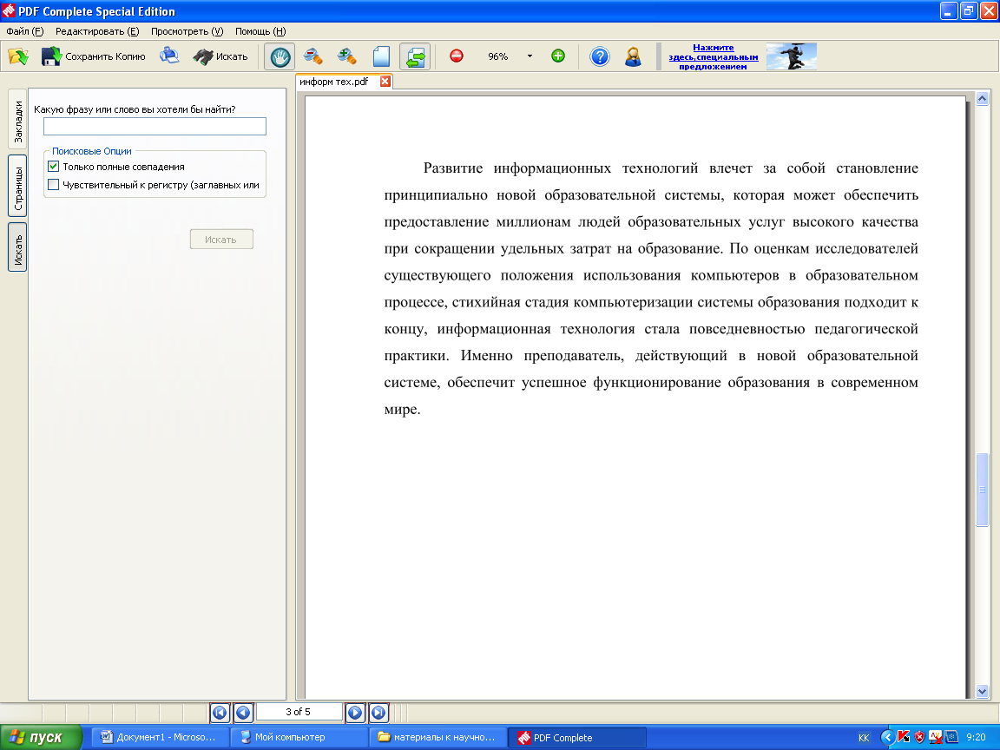 PDF Complete Special Edition
Файл (F) Редактировать (E) Просмотреть (V) Помощь (H)
Сохранить Копию Искать 96% Нажмите
здесь,специальным
предложением
информ тех.pdf
Закладки
Страницы
Искать
Какую фразу или слово вы хотели бы найти?
Поисковые Опции
Только полные совпадения
Чувствительный к регистру (заглавных или
Искать
Развитие информационных технологий влечет за собой становление
принципиально новой образовательной системы, которая может обеспечить
предоставление миллионам людей образовательных услуг высокого качества
при сокращении удельных затрат на образование. По оценкам исследователей
существующего положения использования компьютеров в образовательном
процессе, стихийная стадия компьютеризации системы образования подходит к
концу, информационная технология стала повседневностью педагогической
практики. Именно преподаватель, действующий в новой образовательной
системе, обеспечит успешное функционирование образования в современном
мире.
3 of 5
пуск Документ1 - Microso... Мой компьютер материалы к научно... PDF Complete KK 9:20